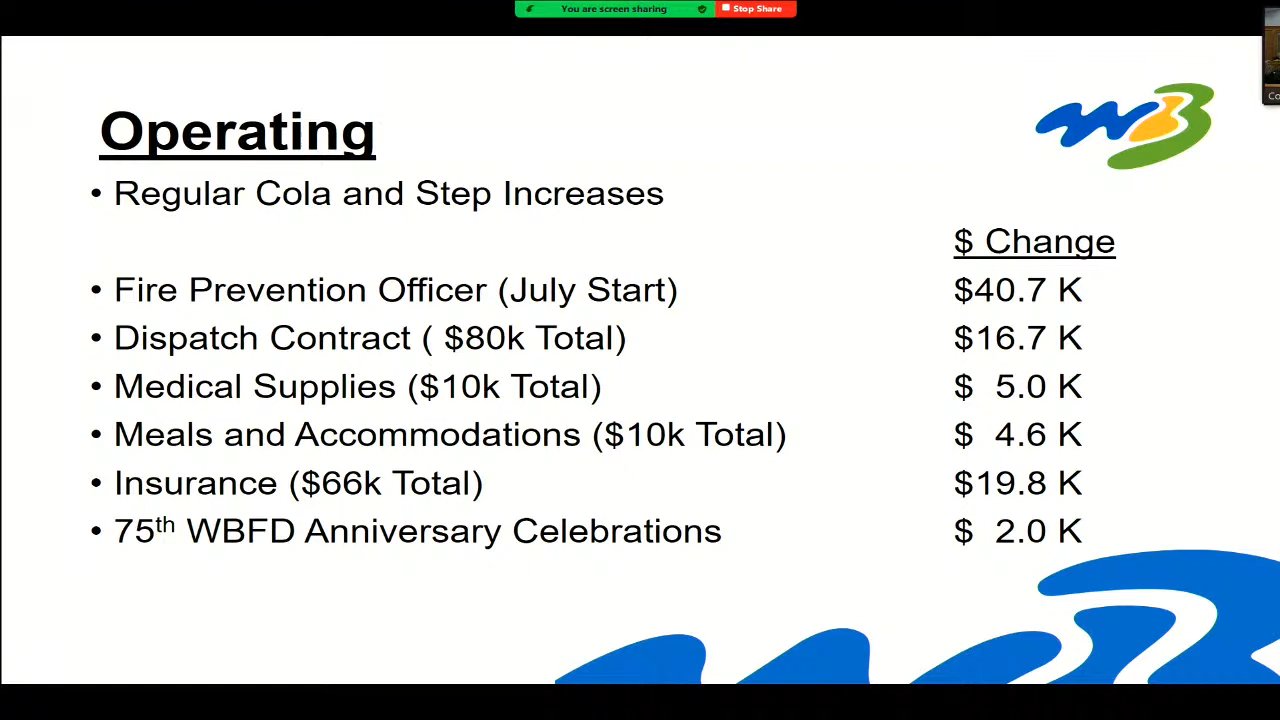 You are screen sharing Stop Share
Operating
• Regular Cola and Step Increases
$ Change
• Fire Prevention Officer (July Start) $40.7 K
• Dispatch Contract ( $80k Total) $16.7 K
• Medical Supplies ($10k Total) $ 5.0 K
• Meals and Accommodations ($10k Total) $ 4.6 K
• Insurance ($66k Total) $19.8 K
• 75th WBFD Anniversary Celebrations $ 2.0 K